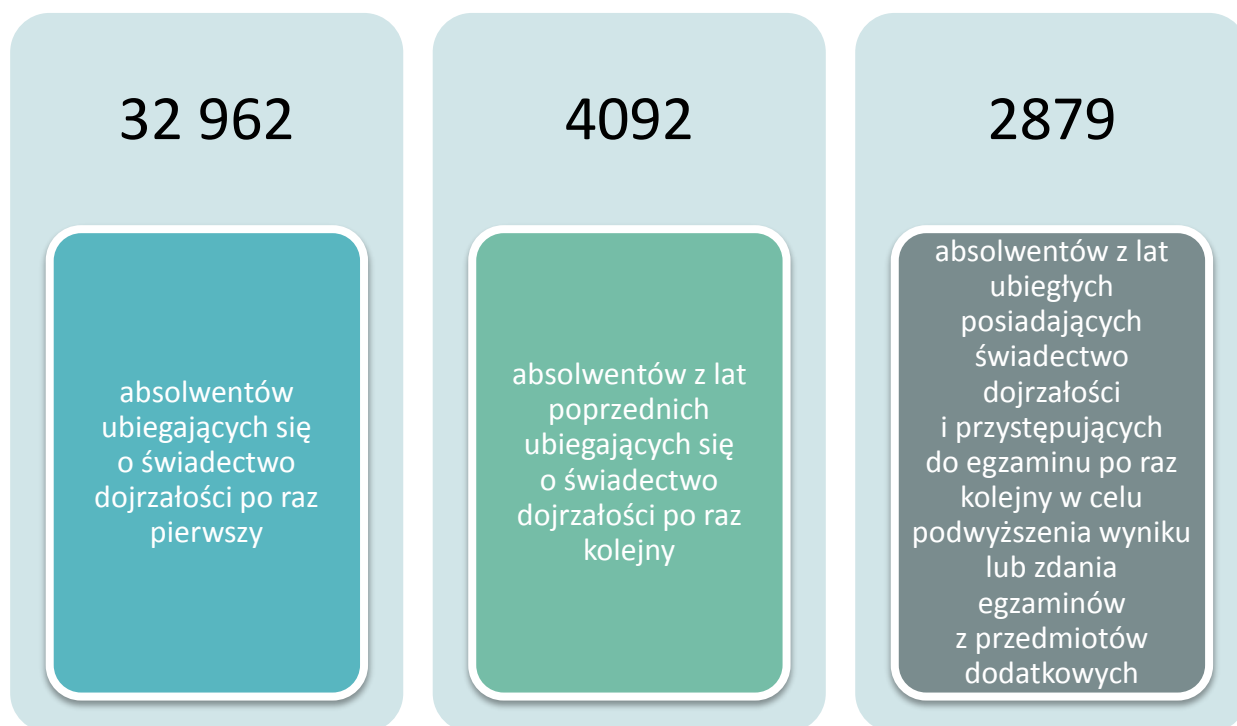 32 962
absolwentów
ubiegających się
o świadectwo
dojrzałości po raz
pierwszy
4092
absolwentów z lat
poprzednich
ubiegających się
o świadectwo
dojrzałości po raz
kolejny
2879
absolwentów z lat
ubiegłych
posiadających
świadectwo
dojrzałości
i przystępujących
do egzaminu po raz
kolejny w celu
podwyższenia wyniku
lub zdania
egzaminów
z przedmiotów
dodatkowych